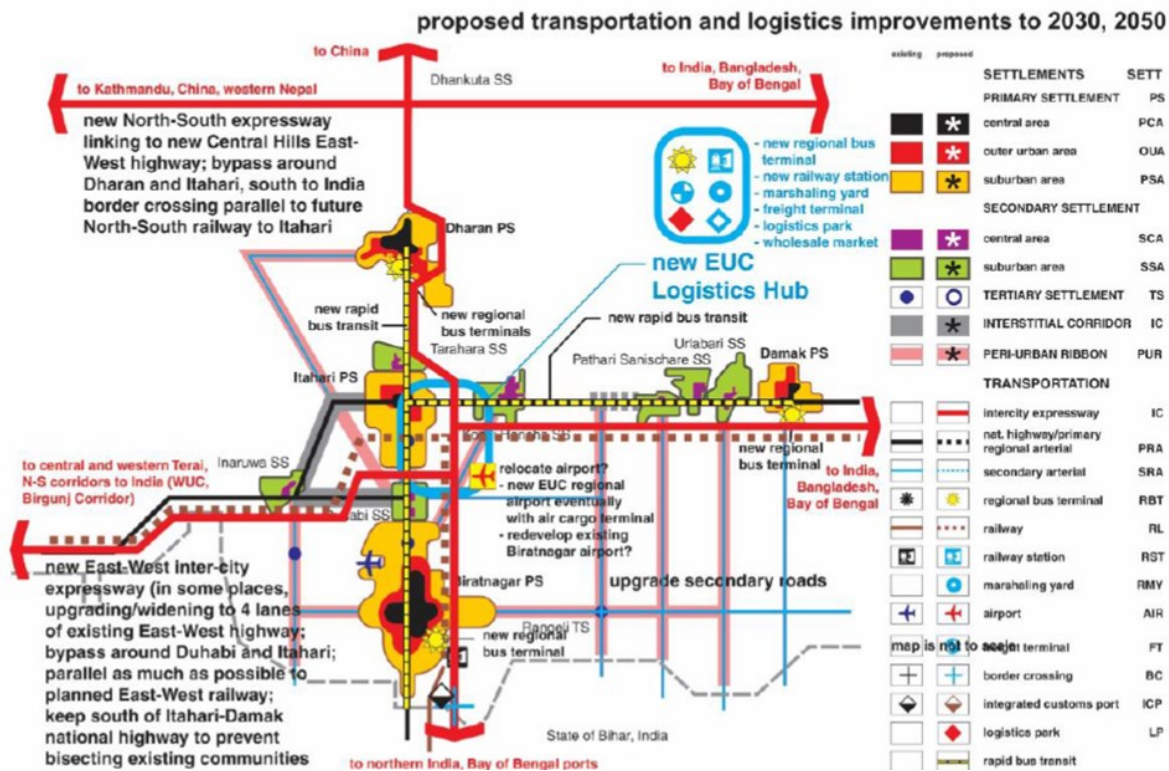 proposed transportation and logistics improvements to 2030, 2050
to China
Dhankuta SS
to Kathmandu, China, western Nepal
to India, Bangladesh,
Bay of Bengal
new North-South expressway
linking to new Central Hills East-
West highway; bypass around
Dharan and Itahari, south to India
border crossing parallel to future
North-South railway to Itahari
- new regional bus
terminal
- new railway station
- marshaling yard
- freight terminal
- logistics park
- wholesale market
Dharan PS
new EUC
Logistics Hub
new rapid
bus transit
new regional
bus terminals
new rapid bus transit
Tarahara SS
Urlabari SS
Pathari Sanischare SS
Damak PS
Itahari PS
new regional
bus terminal
Inaruwa SS
to central and western Terai,
N-S corridors to India (WUC,
Birgunj Corridor)
relocate airport?
- new EUC regional
airport eventually
with air cargo terminal
- redevelop existing
Biratnagar airport?
to India,
Bangladesh,
Bay of Bengal
abi SS
new East-West inter-city
expressway (in some places,
upgrading/widening to 4 lanes
of existing East-West highway;
bypass around Duhabi and Itahari;
parallel as much as possible to
planned East-West railway;
keep south of Itahari-Damak
national highway to prevent
bisecting existing communities
Biratnagar PS
upgrade secondary roads
Rangeli TS
new regional
bus terminal
State of Bihar, India
to northern India, Bay of Bengal ports
existing proposed
SETTLEMENTS SETT
PRIMARY SETTLEMENT PS
central area PCA
outer urban area OUA
suburban area PSA
SECONDARY SETTLEMENT
central area SCA
suburban area SSA
TERTIARY SETTLEMENT TS
INTERSTITIAL CORRIDOR IC
PERI-URBAN RIBBON PUR
TRANSPORTATION
intercity expressway IC
nat. highway/primary
regional arterial PRA
secondary arterial SRA
regional bus terminal RBT
railway RL
railway station RST
marshaling yard RMY
airport AIR
map is not to scale
terminal FT
border crossing BC
integrated customs port ICP
logistics park LP
rapid bus transit